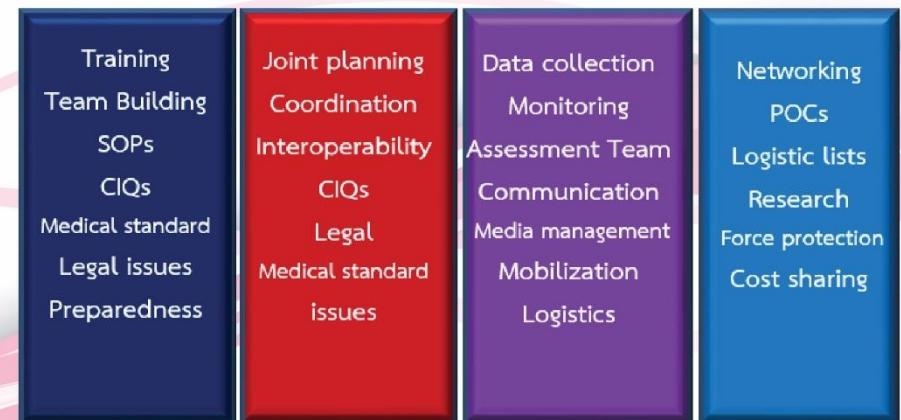 Training
Team Building
SOPs
CIQs
Medical standard
Legal issues
Preparedness
Joint planning
Coordination
Interoperability
CIQs
Legal
Medical standard
issues
Data collection
Monitoring
Assessment Team
Communication
Media management
Mobilization
Logistics
Networking
POCs
Logistic lists
Research
Force protection
Cost sharing